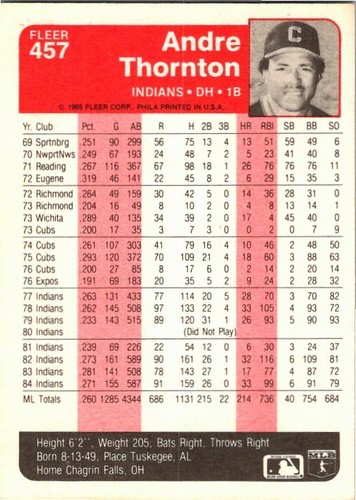 FLEER
457
Andre
Thornton
INDIANS • DH • 1B
© 1985 FLEER CORP. PHILA PRINTED IN U.S.A.
C
Yr. Club Pct. G AB R H 2B 3B HR RBI SB BB SO
69 Sprtnbrg .251 90 299 56 75 13 4 13 51 59 49 6
70 NwprtNws .249 67 193 24 48 7 2 5 23 41 40 8
71 Reading .267 116 367 98 18 1 26 76 76 11
72 Eugene .319 46 141 22 45 8 2 6 29 15 35 3
72 Richmond .264 49 159 30 42 5 0 14 36 28 31 0
73 Richmond .204 16 49 8 10 2 0 4 8 13 14 1
73 Wichita .289 40 135 39 2 0 17 45 40 0
73 Cubs .200 17 35 7 3 0 0 2 0 7 9
74 Cubs .261 107 303 41 79 16 4 10 46 2 48 50
75 Cubs .293 120 372 70 109 21 4 18 60 3 88 63
76 Cubs .200 27 85 8 17 6 0 2 14 2 20 14
76 Expos .191 69 183 20 35 5 2 9 24 2 28 32
77 Indians .263 131 433 77 114 20 5 28 70 3 70 82
78 Indians .262 145 508 97 133 22 4 33 105 4 93 72
79 Indians .233 143 515 89 120 31 1 26 93 5 90 93
80 Indians (Did Not Play)
81 Indians .239 69 226 22 54 12 0 6 30 3 24 37
82 Indians .273 161 589 90 161 26 1 32 116 6 109 81
83 Indians .281 141 508 78 143 27 1 17 77 4 87 72
84 Indians .271 155 587 91 159 26 0 33 99 6 91 79
ML Totals .260 1285 4344 686 1131 215 22 214 736 40 754 684
Height 6'2'', Weight 205, Bats Right, Throws Right
Born 8-13-49, Place Tuskegee, AL
Home Chagrin Falls, OH